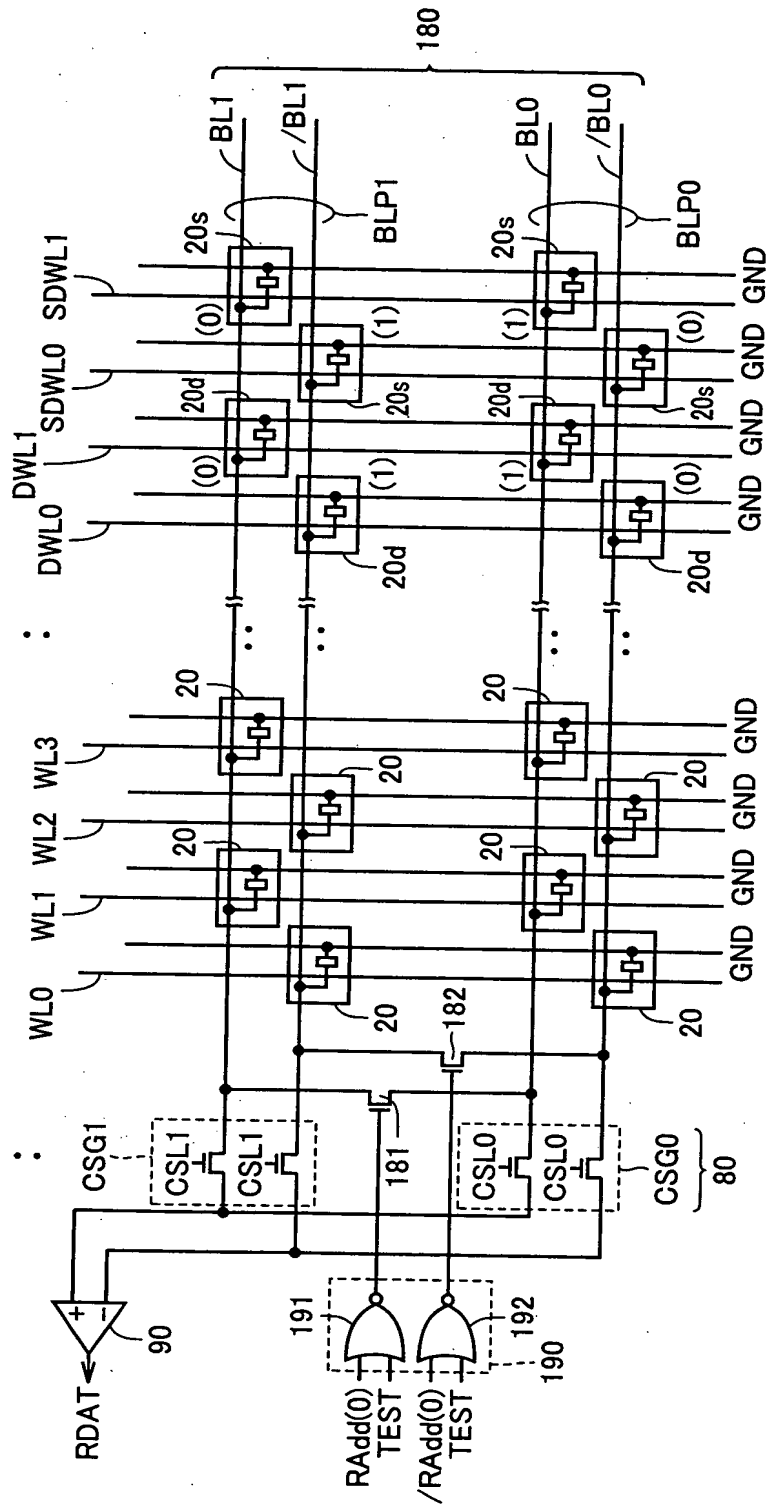 180
BL1
/BL1
BL0
/BL0
BLP1
BLP0
20s
20s
SDWL1
(0)
(1)
GND
SDWL0
(1)
(0)
GND
20d
20s
20d
20s
DWL1
(0)
(1)
GND
DWL0
(1)
(0)
GND
20d
20d
:
:
:
:
:
20
20
WL3
GND
20
20
WL2
GND
20
20
WL1
GND
WL0
GND
20
20
182
181
:
CSG1
CSL1
CSL1
CSL0
CSL0
CSG0
80
+
−
90
RDAT
191
192
190
RAdd(0)
TEST
/RAdd(0)
TEST